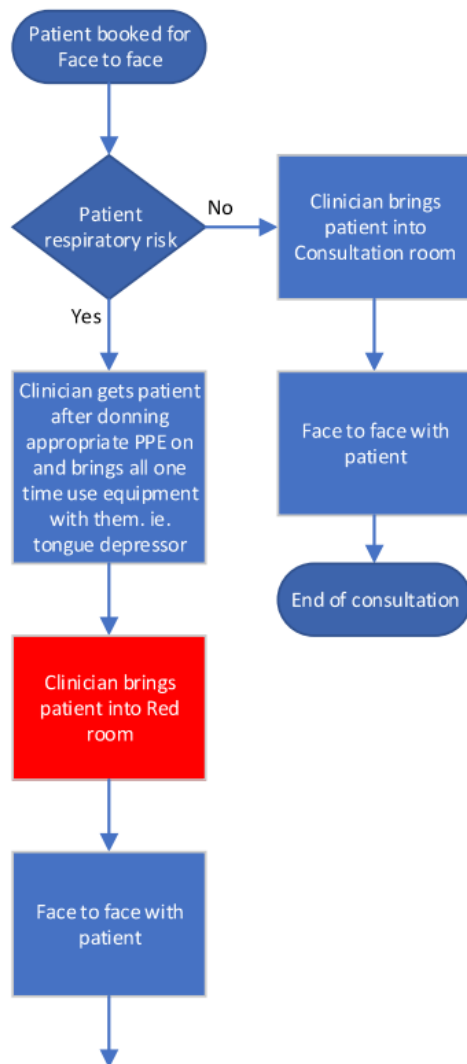 Patient booked for
Face to face
Patient
respiratory risk
No
Clinician brings
patient into
Consultation room
Yes
Clinician gets patient
after donning
appropriate PPE on
and brings all one
time use equipment
with them. ie.
tongue depressor
Face to face with
patient
End of consultation
Clinician brings
patient into Red
room
Face to face with
patient